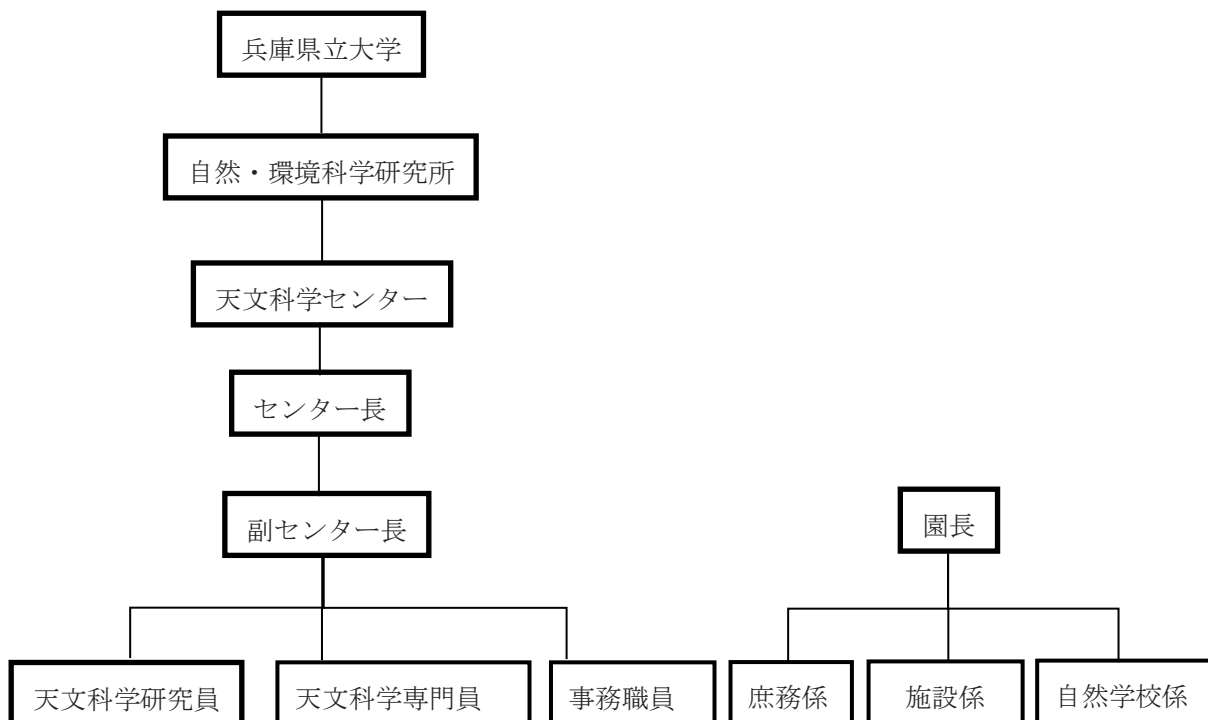 兵庫県立大学
自然・環境科学研究所
天文科学センター
センター長
副センター長
園長
天文科学研究員
天文科学専門員
事務職員
庶務係
施設係
自然学校係